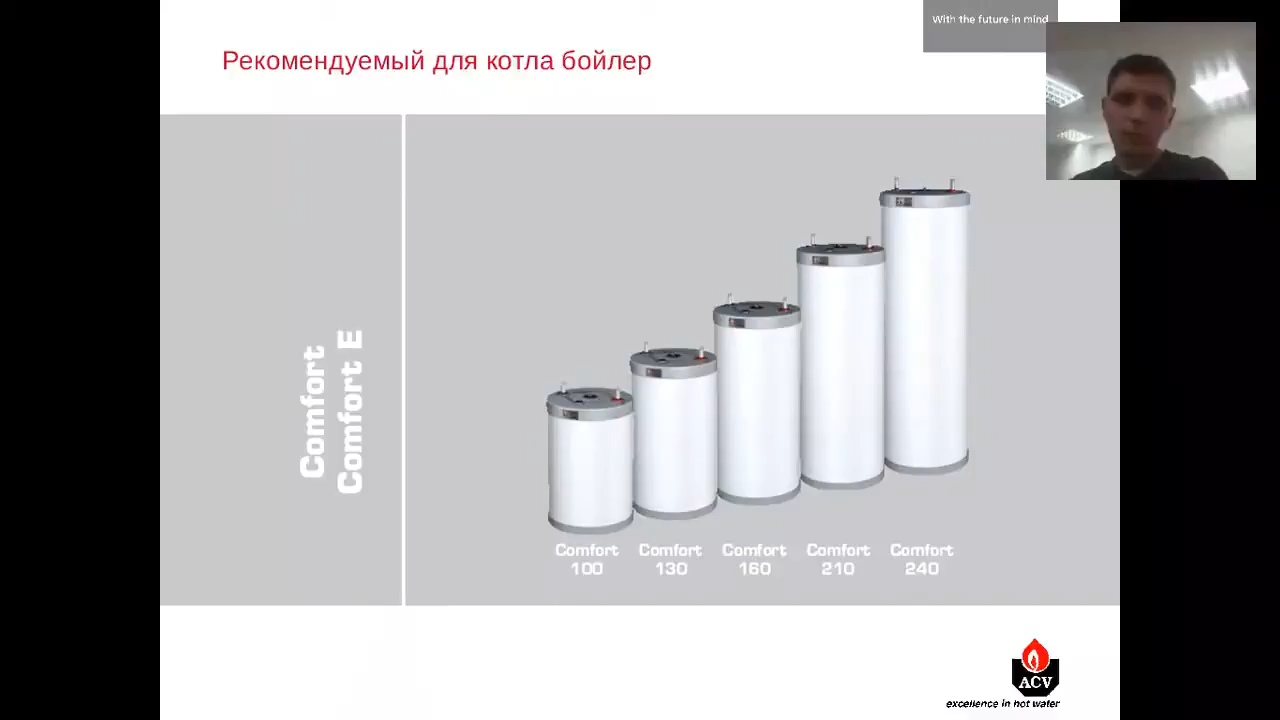 With the future in mind
Рекомендуемый для котла бойлер
Comfort
Comfort E
Comfort
100
Comfort
130
Comfort
160
Comfort
210
Comfort
240
ACV
excellence in hot water